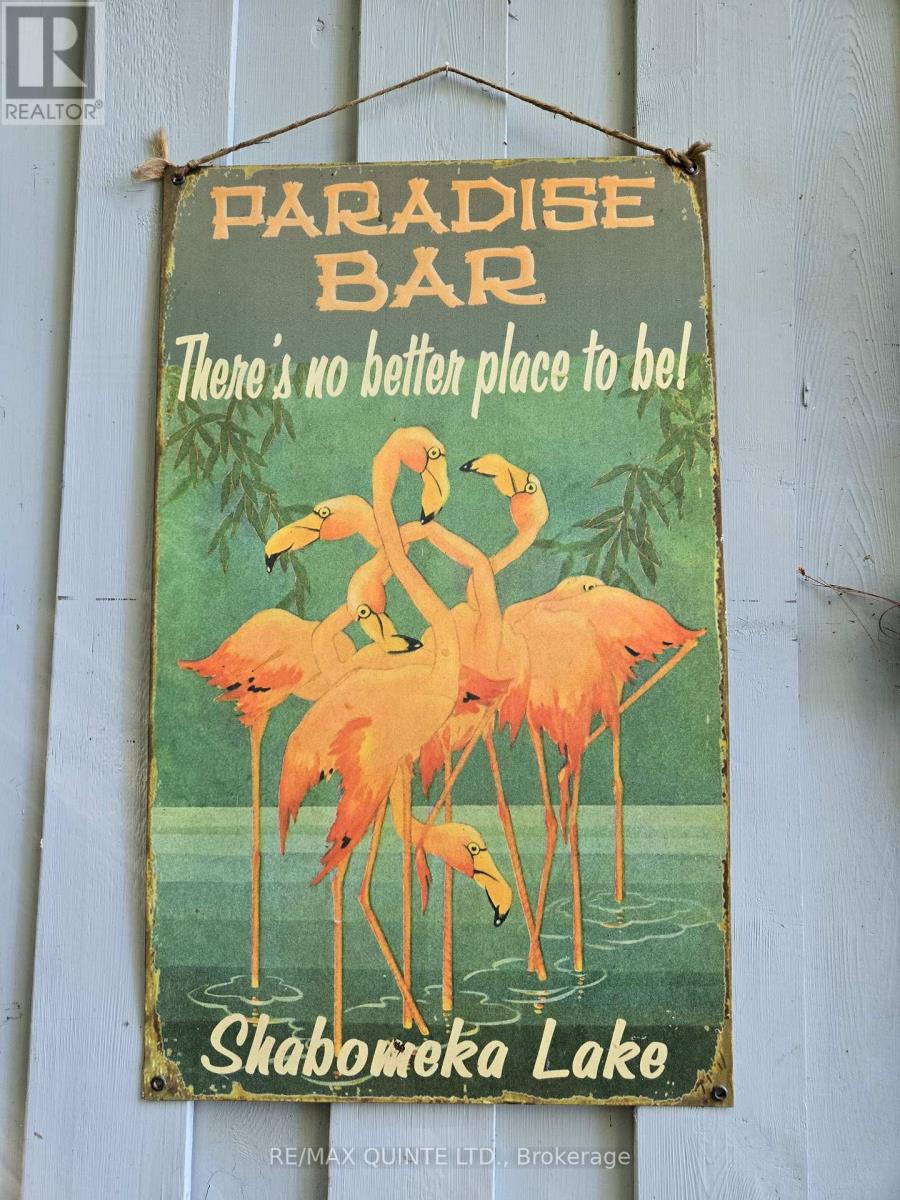 R
REALTOR®
PARADISE
BAR
There's no better place to be!
Shabomeka Lake
RE/MAX QUINTE LTD., Brokerage